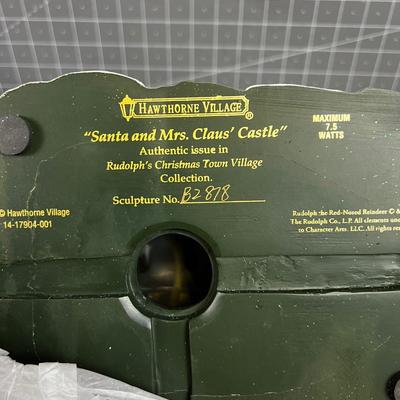 HAWTHORNE VILLAGE®
"Santa and Mrs. Claus' Castle"
Authentic issue in
Rudolph's Christmas Town Village
Collection.
Sculpture No. B2878
MAXIMUM
7.5
WATTS
© Hawthorne Village
14-17904-001
Rudolph the Red-Nosed Reindeer ©
The Rudolph Co., L.P. All elements
to Character Arts. LLC. All rights